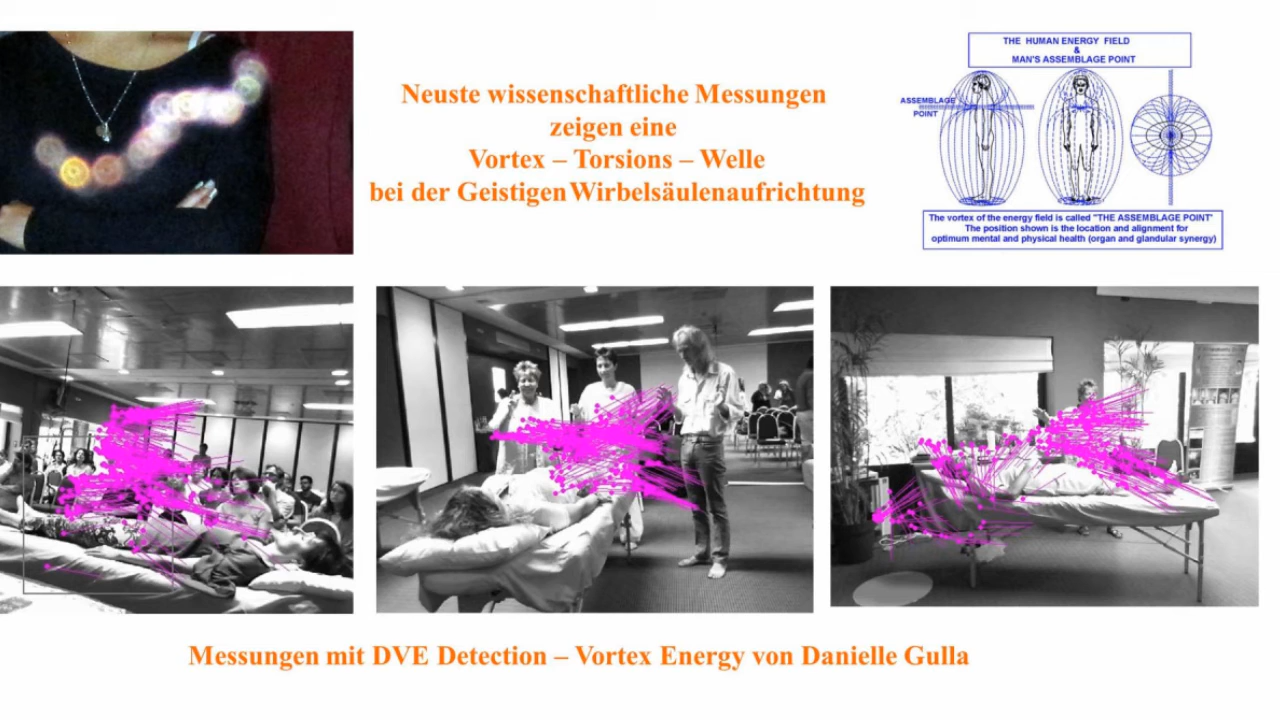 Neuste wissenschaftliche Messungen
zeigen eine
Vortex – Torsions – Welle
bei der Geistigen Wirbelsäulenaufrichtung
THE HUMAN ENERGY FIELD
&
MAN'S ASSEMBLAGE POINT
ASSEMBLAGE
POINT
The vortex of the energy field is called "THE ASSEMBLAGE POINT"
The position shown is the location and alignment for
optimum mental and physical health (organ and glandular synergy)
Messungen mit DVE Detection – Vortex Energy von Danielle Gulla